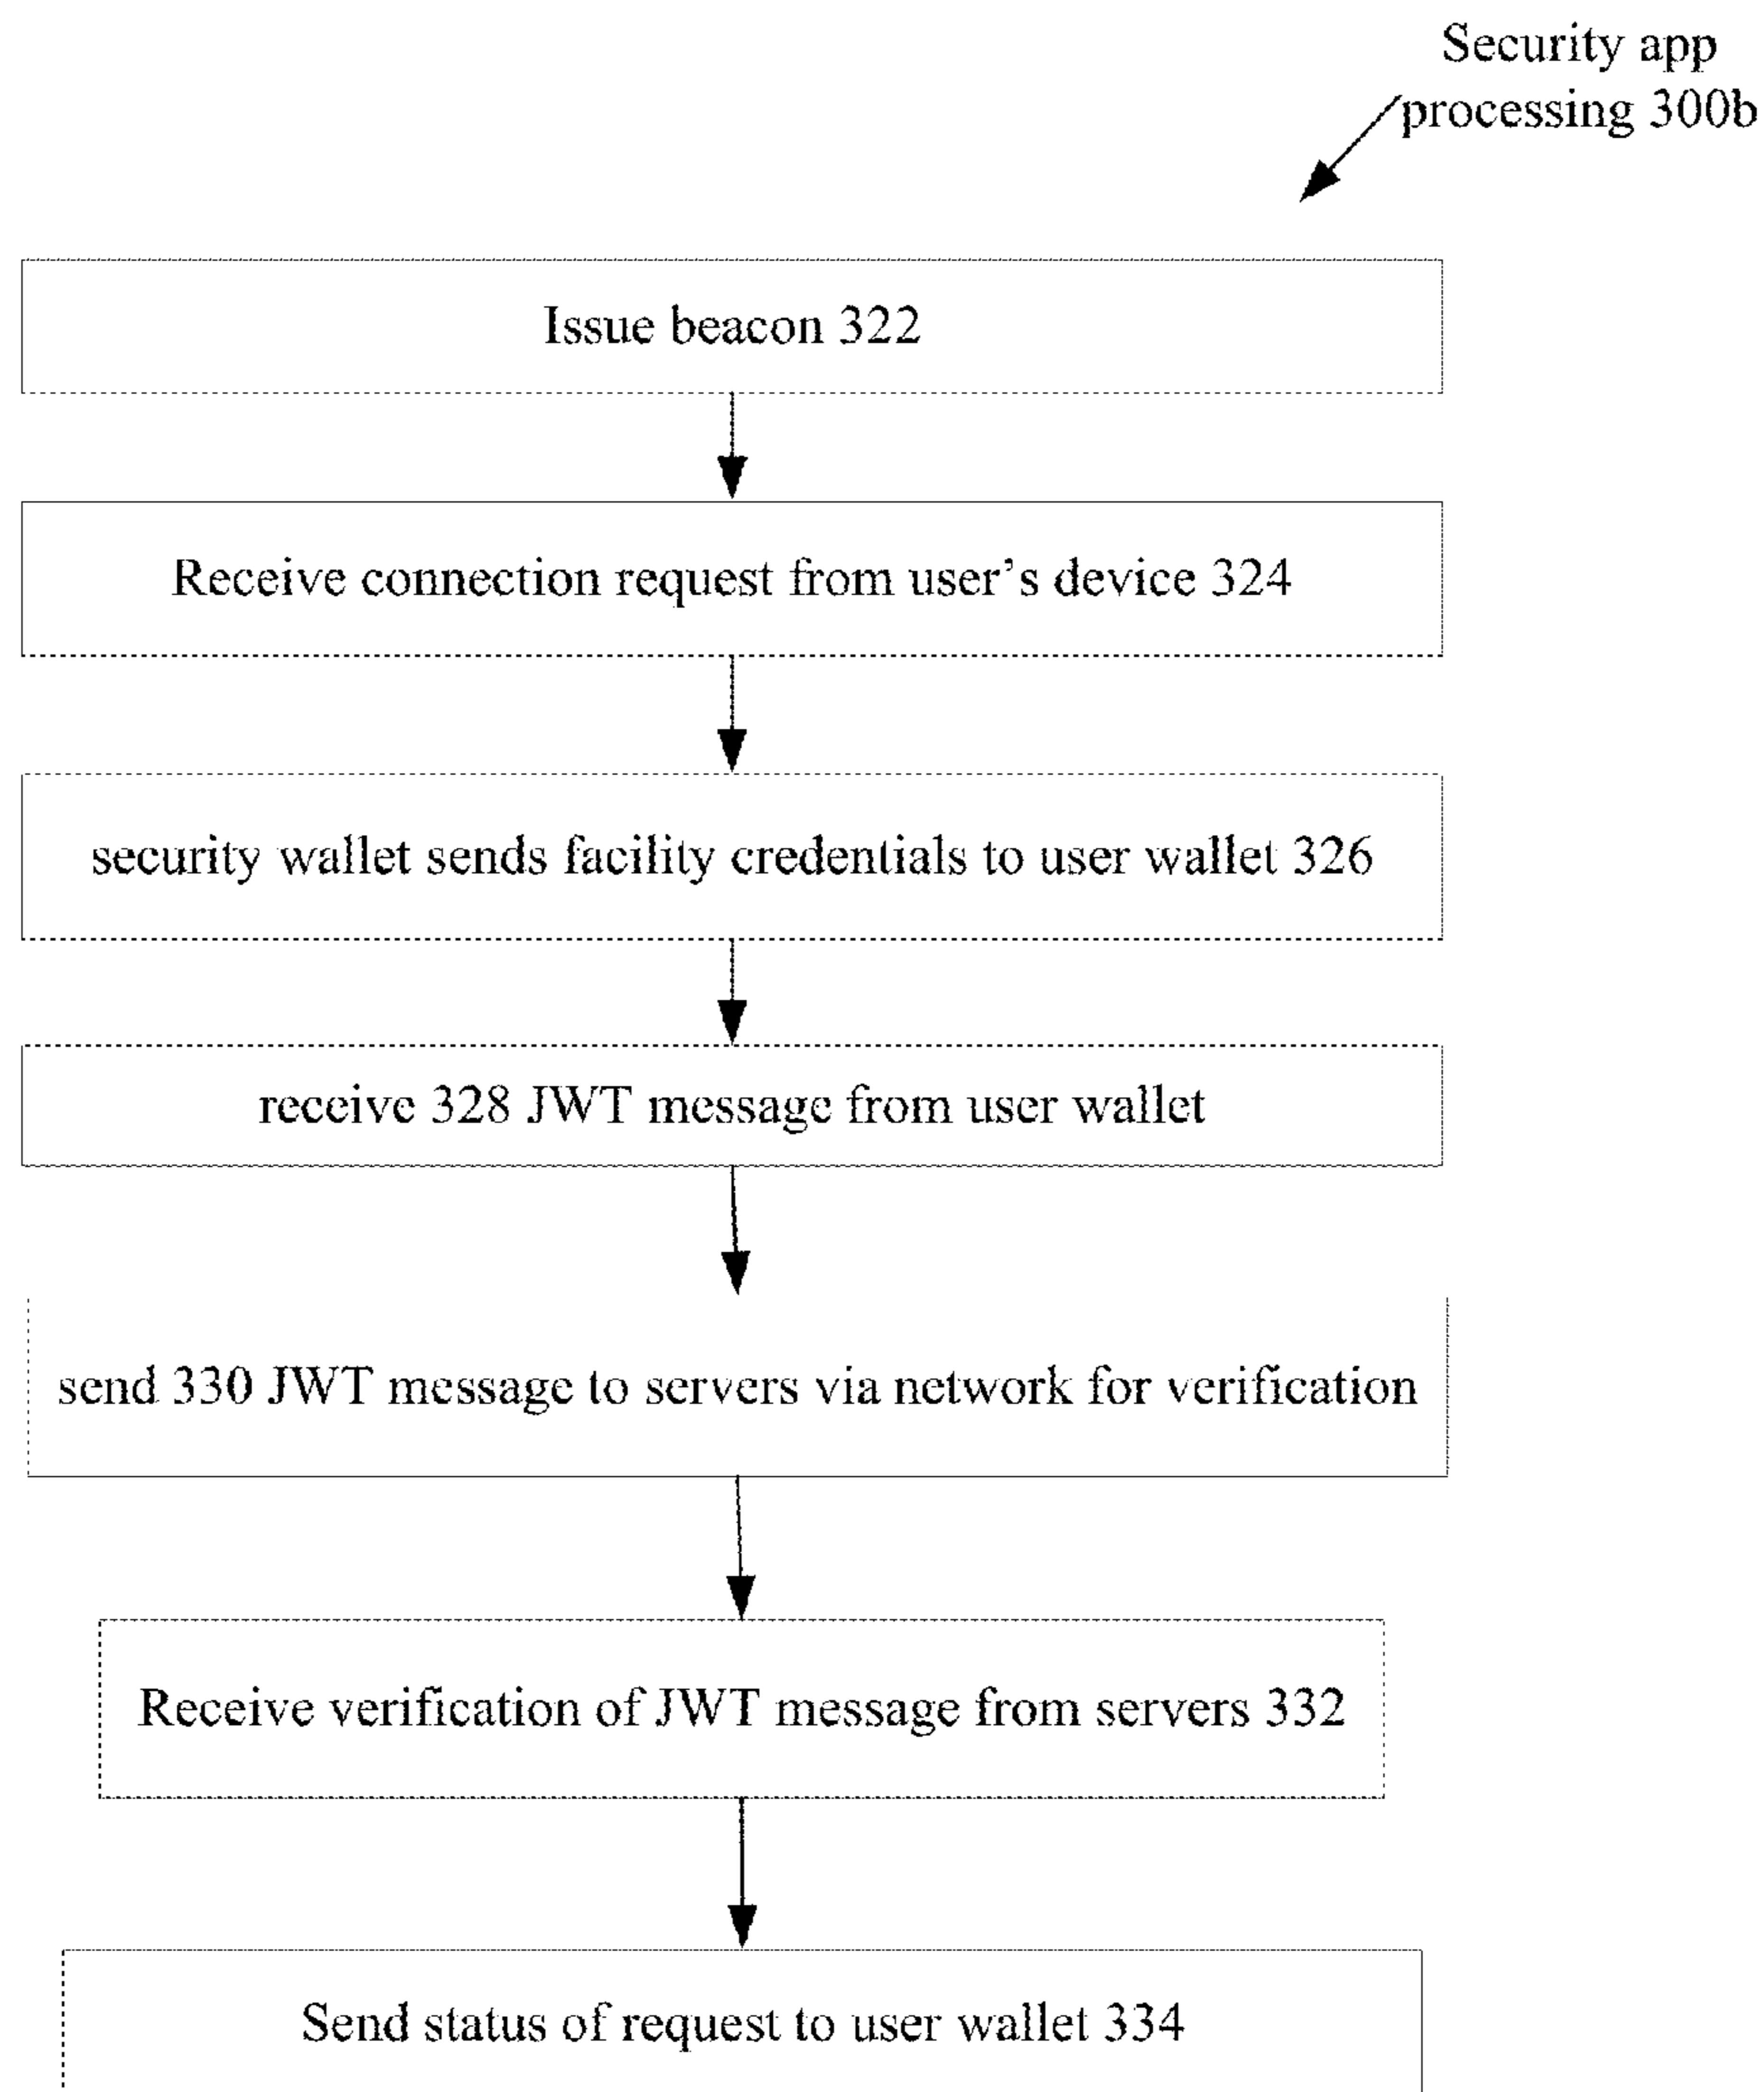 Security app
processing 300b
Issue beacon 322
Receive connection request from user's device 324
security wallet sends facility credentials to user wallet 326
receive 328 JWT message from user wallet
send 330 JWT message to servers via network for verification
Receive verification of JWT message from servers 332
Send status of request to user wallet 334